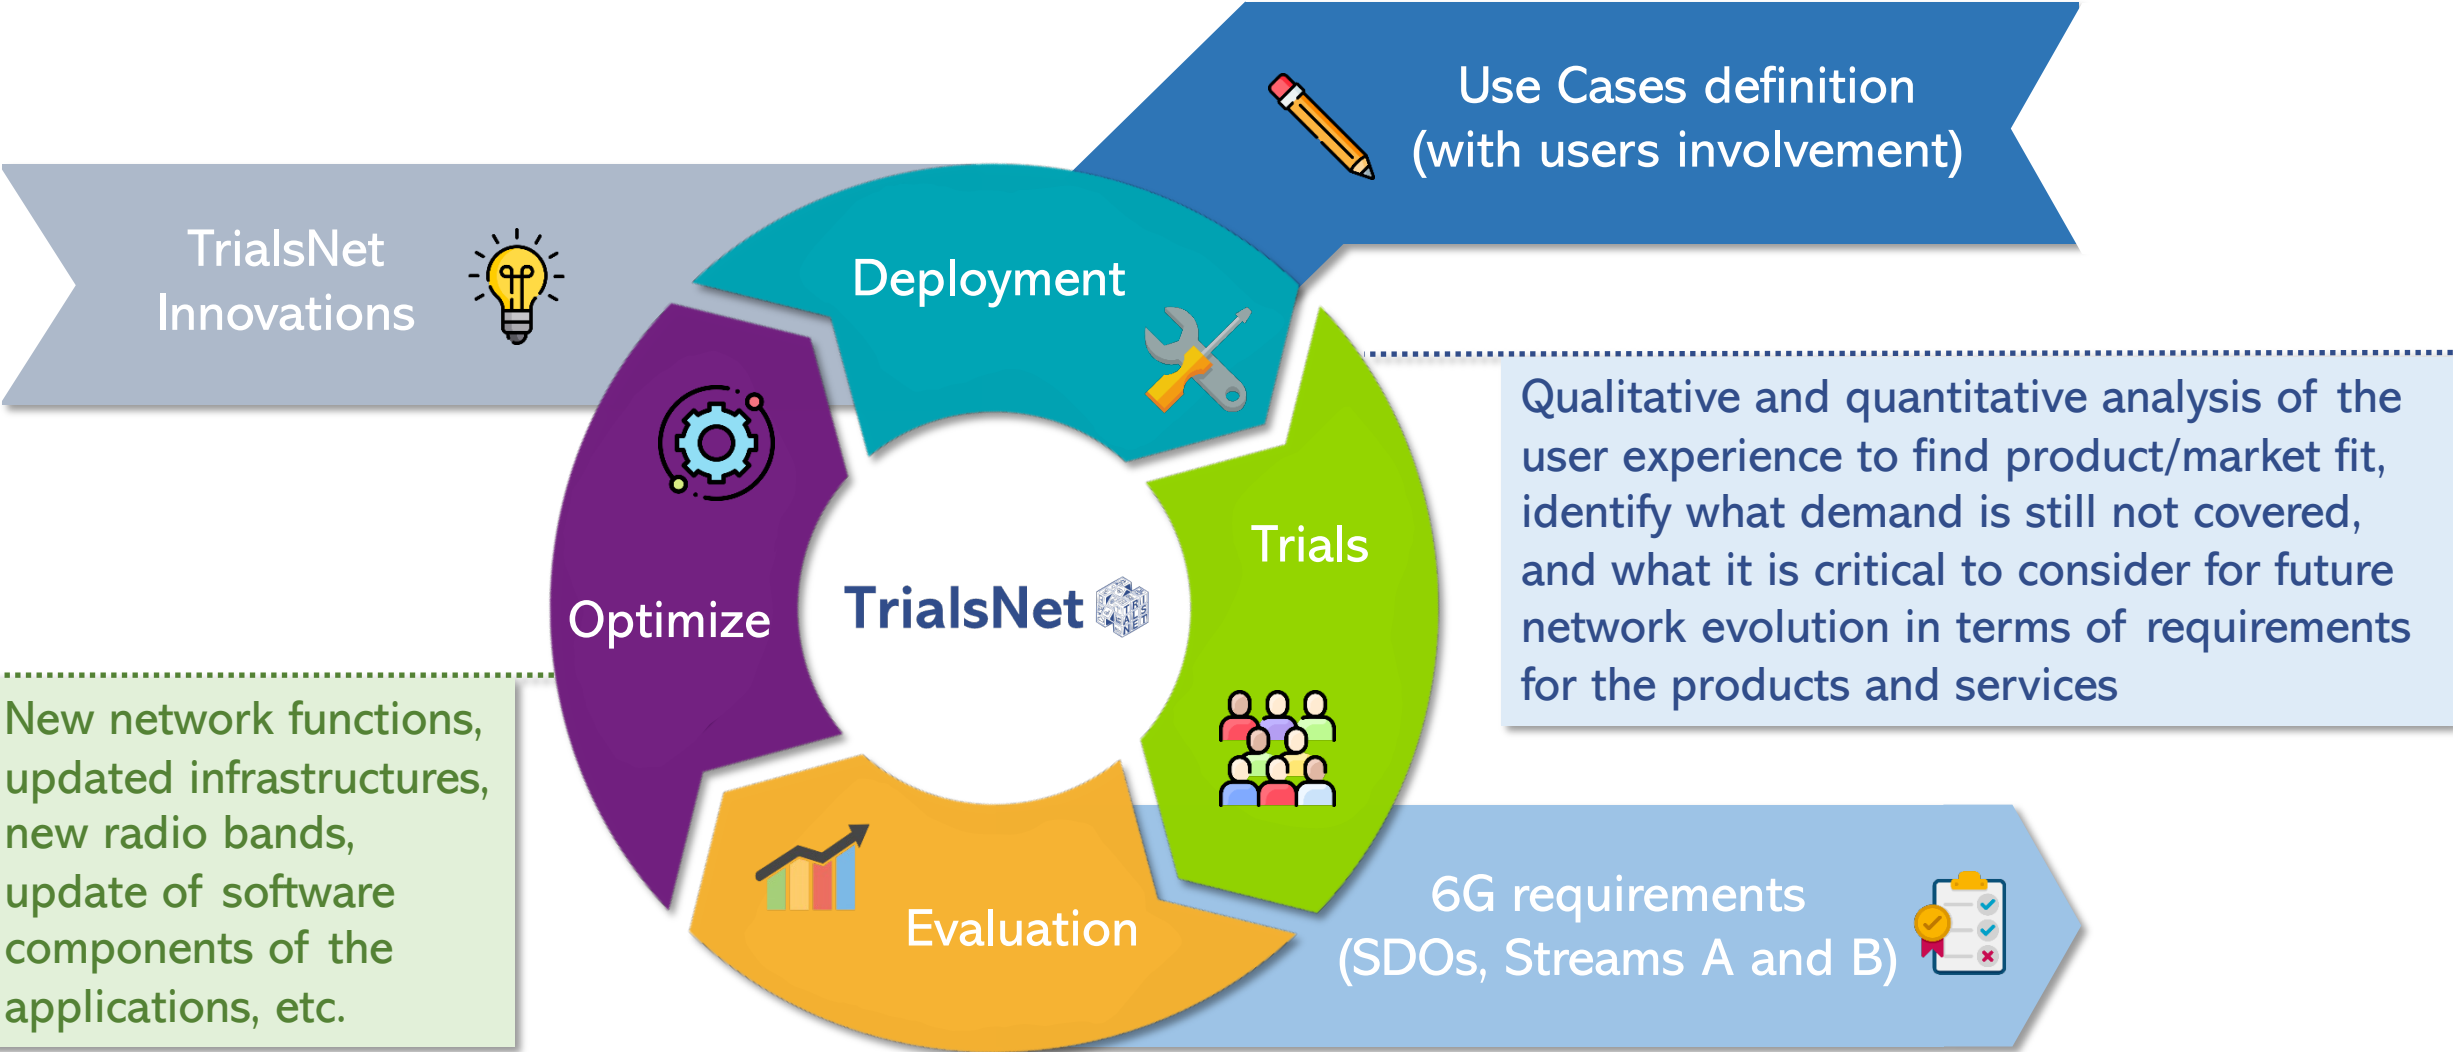 Use Cases definition
(with users involvement)
TrialsNet
Innovations
Deployment
Trials
Qualitative and quantitative analysis of the
user experience to find product/market fit,
identify what demand is still not covered,
and what it is critical to consider for future
network evolution in terms of requirements
for the products and services
Optimize
TrialsNet
New network functions,
updated infrastructures,
new radio bands,
update of software
components of the
applications, etc.
Evaluation
6G requirements
(SDOs, Streams A and B)